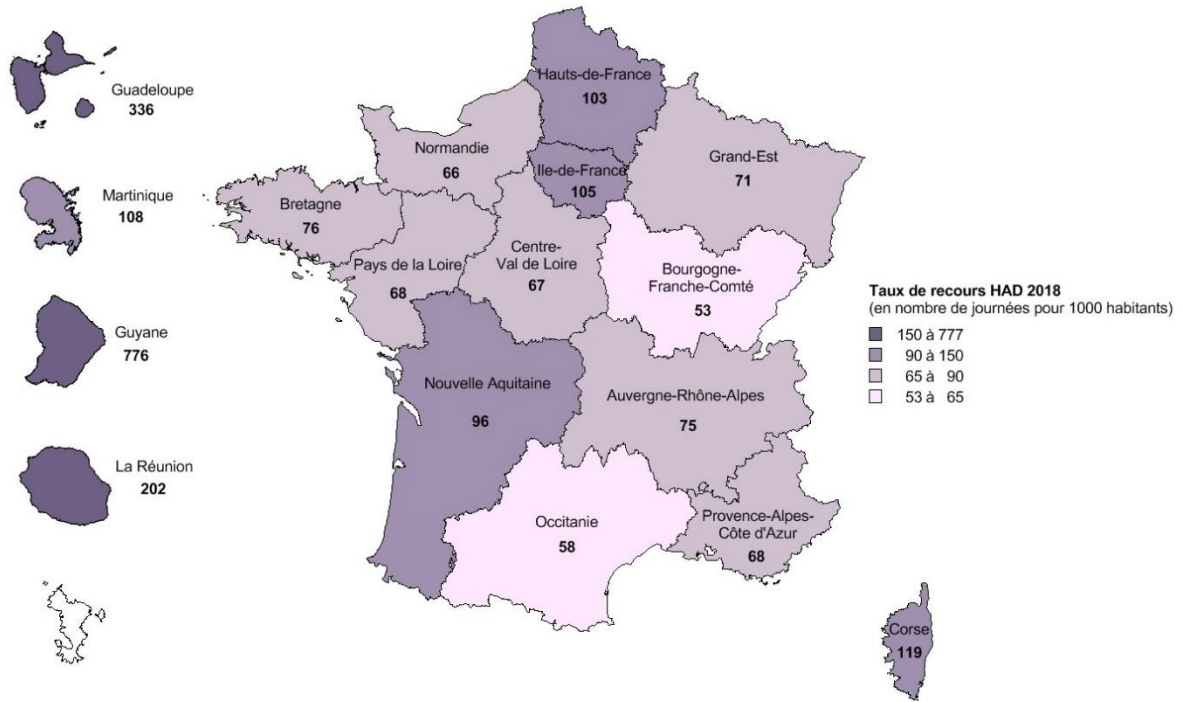 Guadeloupe
336
Martinique
108
Guyane
776
La Réunion
202
Hauts-de-France
103
Normandie
66
Ile-de-France
105
Grand-Est
71
Bretagne
76
Pays de la Loire
68
Centre-
Val de Loire
67
Bourgogne-
Franche-Comté
53
Nouvelle Aquitaine
96
Auvergne-Rhône-Alpes
75
Occitanie
58
Provence-Alpes-
Côte d'Azur
68
Corse
119
Taux de recours HAD 2018
(en nombre de journées pour 1000 habitants)
150 à 777
90 à 150
65 à 90
53 à 65